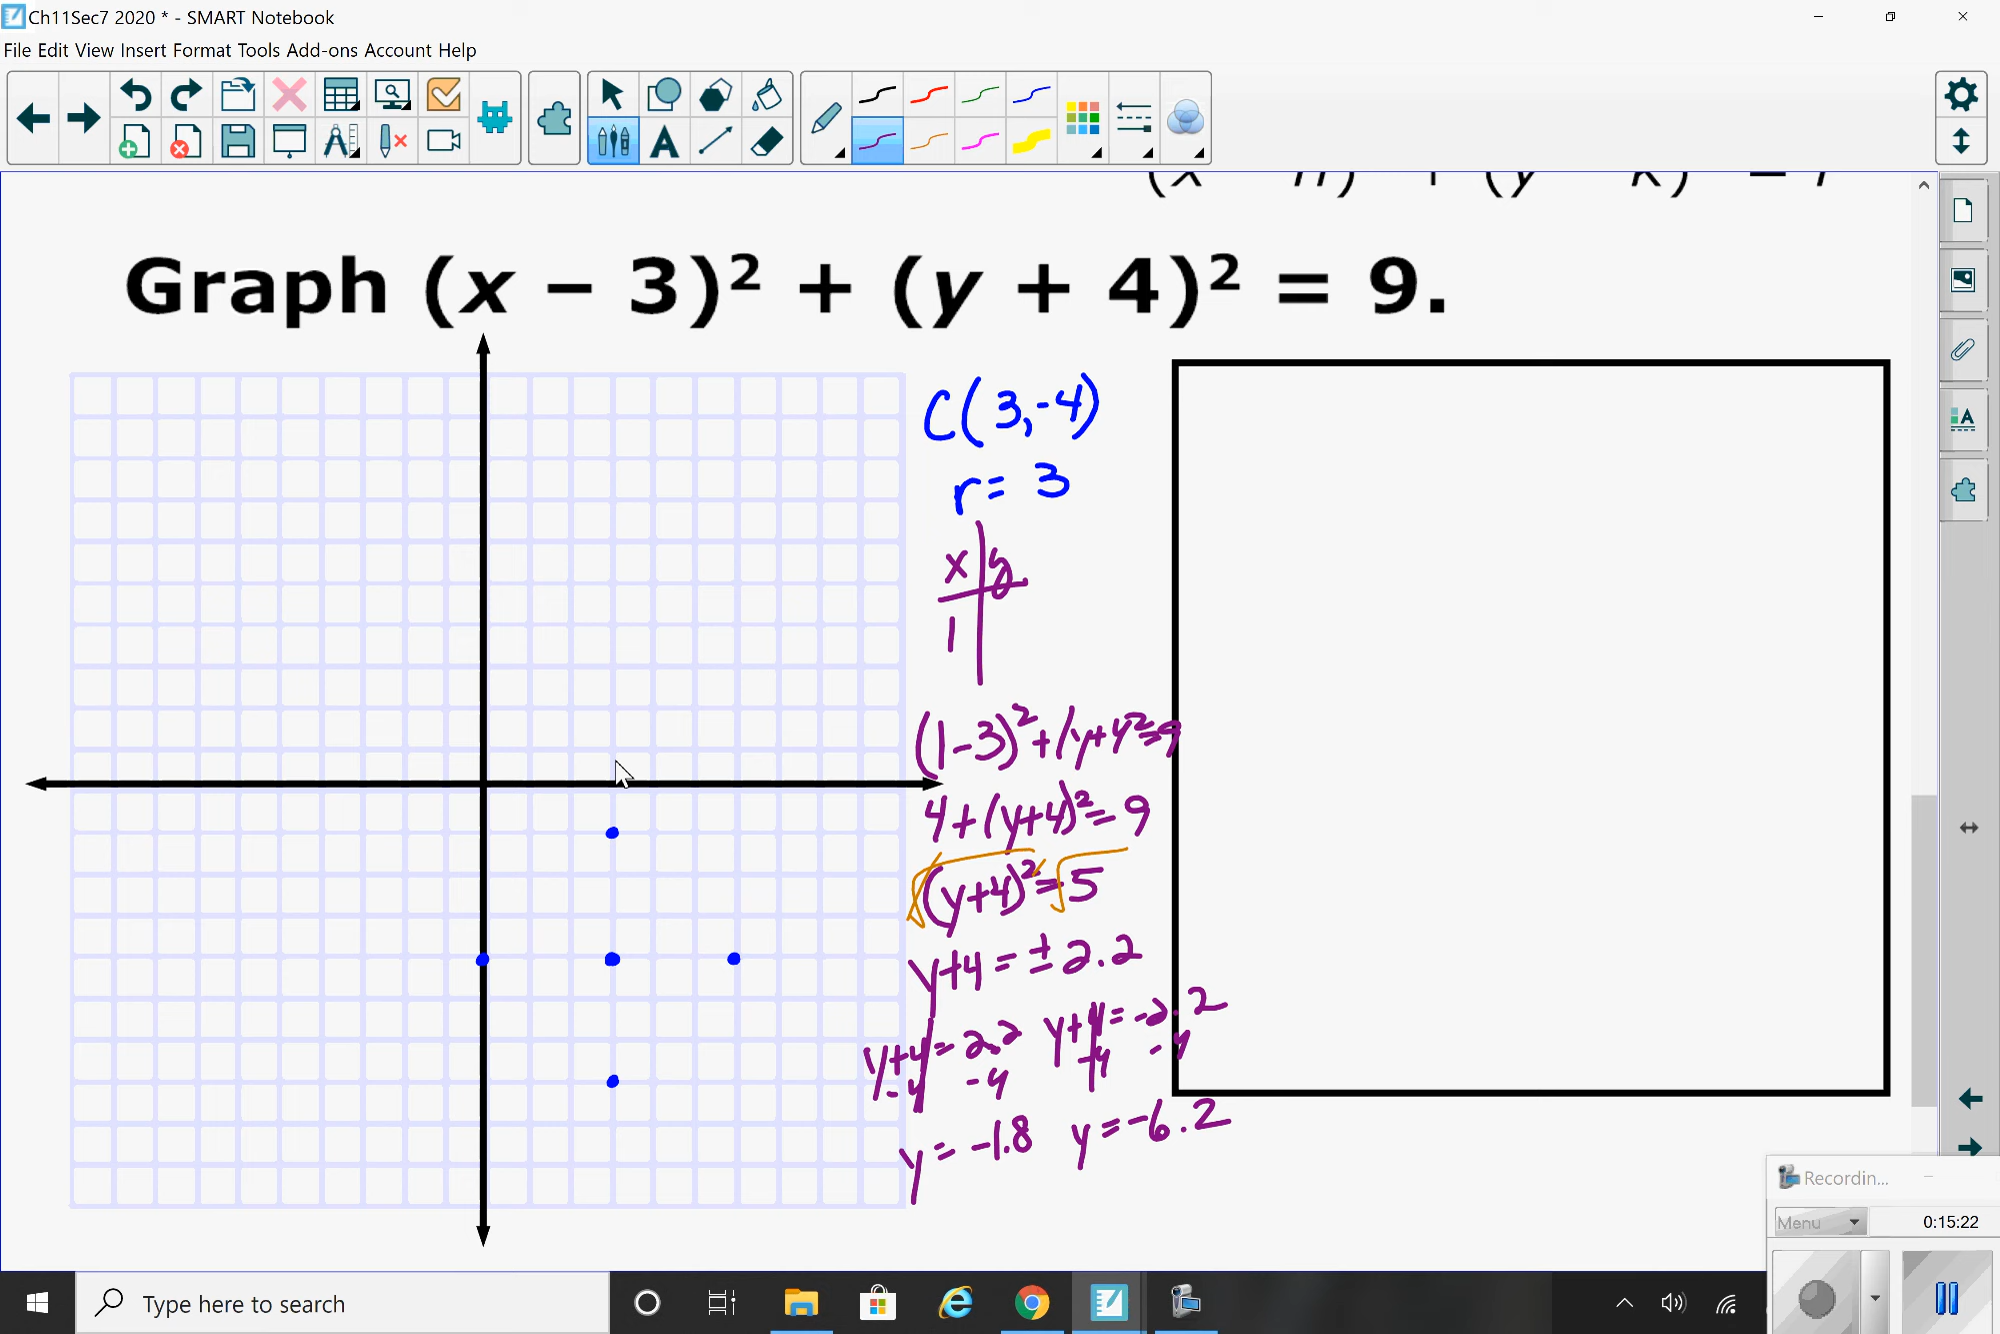 Ch11Sec7 2020 * - SMART Notebook
File Edit View Insert Format Tools Add-ons Account Help
Graph (x − 3)² + (y + 4)² = 9.
C(3,-4)
r= 3
x y
1
(1-3)²+(y+4²=9
4+(y+4)²=9
√(y+4)²=√5
y+4=±2.2
y+4=2.2 y+4=-2.2
-4 -4 -4 -4
y=-1.8 y=-6.2
Recordin...
Menu 0:15:22
Type here to search